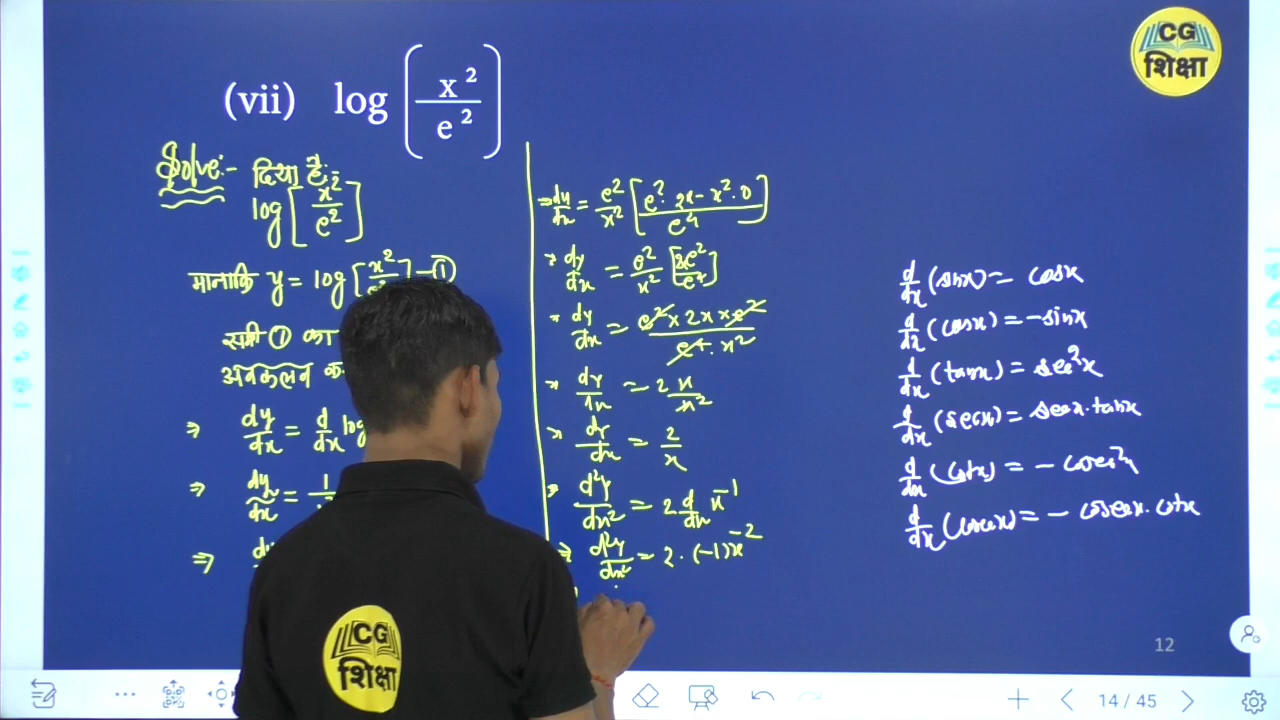 CG
शिक्षा
(vii) log [x²/e²]
Solve:- दिया है:-
log[x²/e²]
मानाकि y = log[x²/e²] -①
समी ① का
अवकलन क
⇒ dy/dx = d/dx log
⇒ dy/dx = 1
⇒ dy
⇒ dy/dx = e²/x² [e².2x - x².0/e⁴]
dy/dx = e²/x² [2xe²/e⁴]
dy/dx = e² x 2x x e²/e⁴. x²
dy/dx = 2 x/x²
dy/dx = 2/x
d²y/dx² = 2 d/dx x⁻¹
⇒ d²y/dx² = 2 . (-1)x⁻²
d/dx (sinx) = cosx
d/dx (cosx) = -sinx
d/dx (tanx) = sec²x
d/dx (secx) = secx.tanx
d/dx (cotx) = - cosec²x
d/dx (cosecx) = - cosecx.cotx
CG
शिक्षा
12
14 / 45